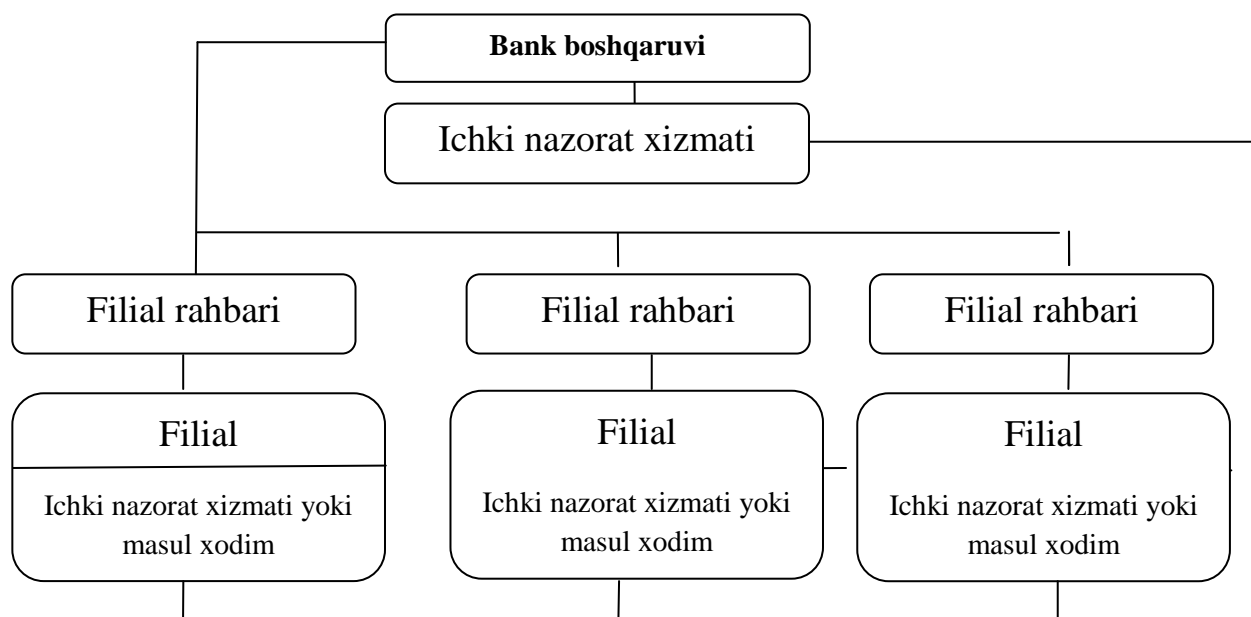 Bank boshqaruvi
Ichki nazorat xizmati
Filial rahbari
Filial rahbari
Filial rahbari
Filial
Ichki nazorat xizmati yoki
masul xodim
Filial
Ichki nazorat xizmati yoki
masul xodim
Filial
Ichki nazorat xizmati yoki
masul xodim